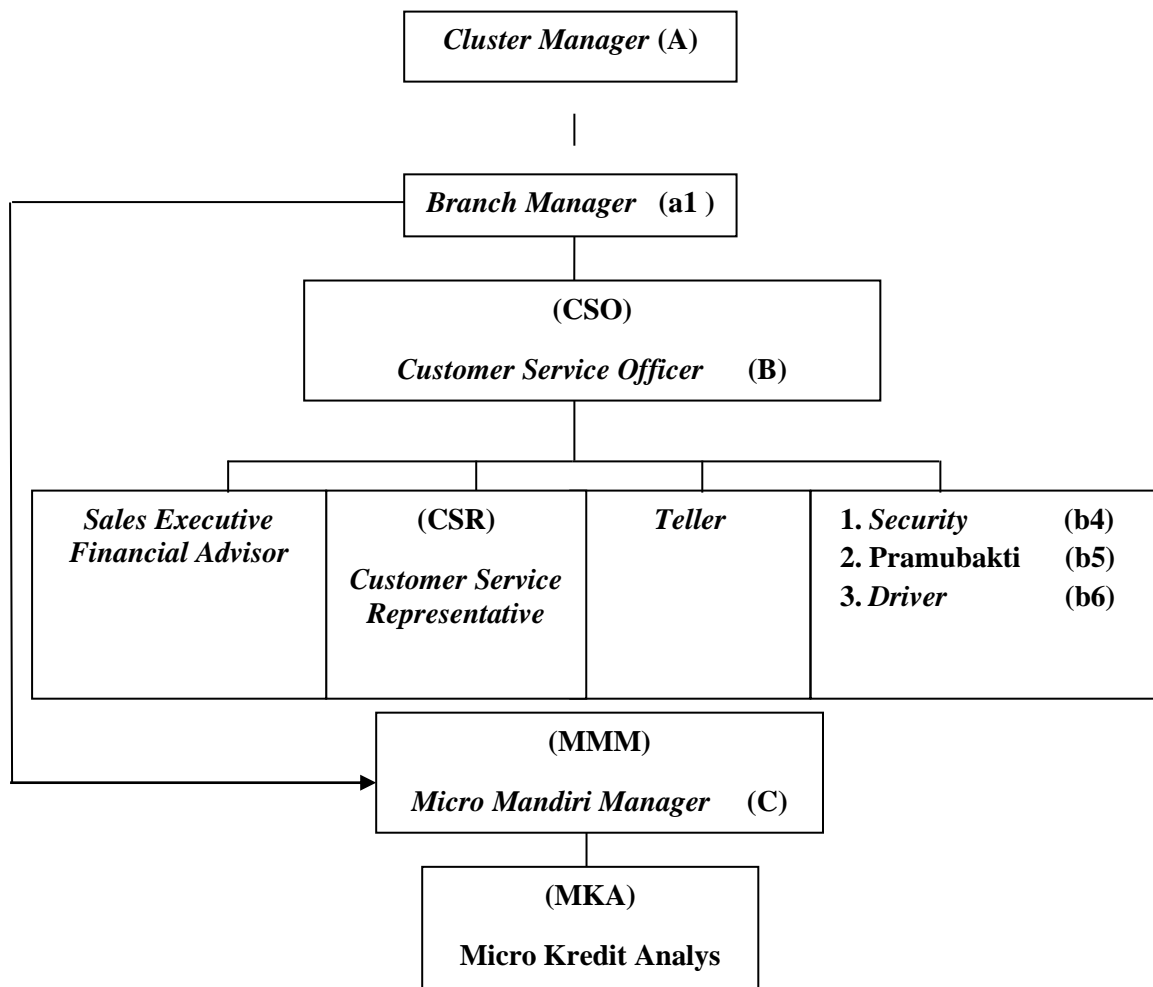 Cluster Manager (A)
Branch Manager (a1 )
(CSO)
Customer Service Officer (B)
Sales Executive
Financial Advisor
(CSR)
Customer Service
Representative
Teller
1. Security (b4)
2. Pramubakti (b5)
3. Driver (b6)
(MMM)
Micro Mandiri Manager (C)
(MKA)
Micro Kredit Analys